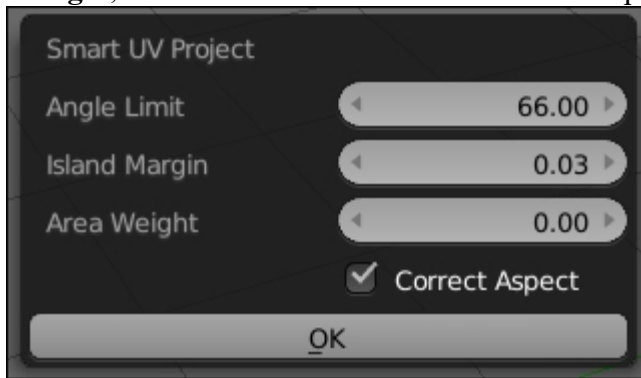 Smart UV Project
Angle Limit 66.00
Island Margin 0.03
Area Weight 0.00
Correct Aspect
OK